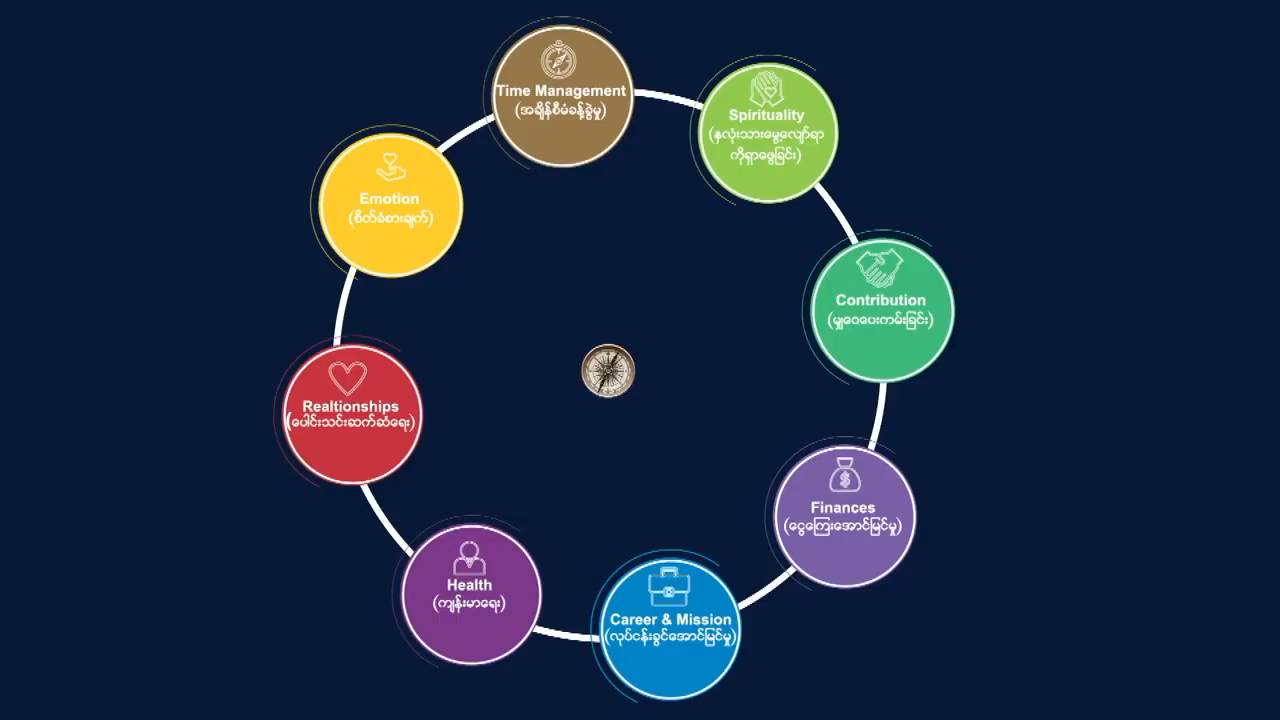 Time Management
(အချိန်စီမံခန့်ခွဲမှု)
Spirituality
(နှလုံးသားမွေ့လျော်ရာ
ကိုရှာဖွေခြင်း)
Contribution
(မျှဝေပေးကမ်းခြင်း)
Finances
(ငွေကြေးအောင်မြင်မှု)
Career & Mission
(လုပ်ငန်းခွင်အောင်မြင်မှု)
Health
(ကျန်းမာရေး)
Realtionships
(ပေါင်းသင်းဆက်ဆံရေး)
Emotion
(စိတ်ခံစားချက်)